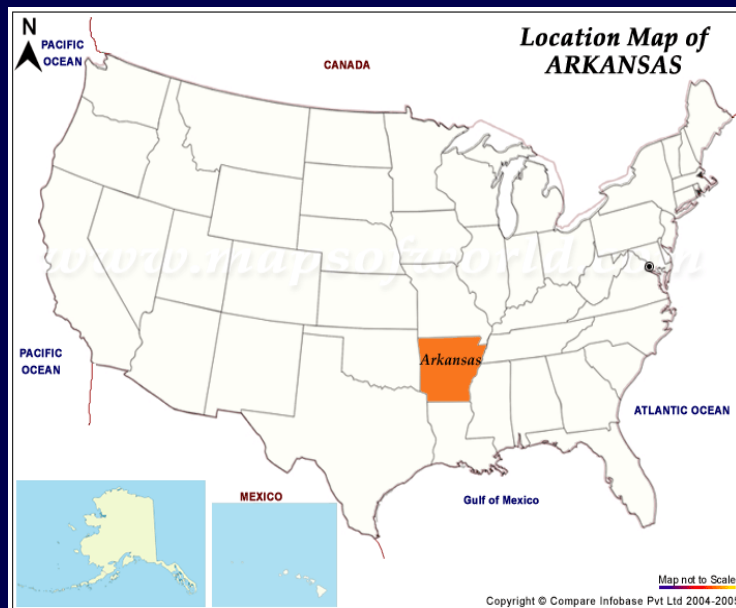 N
PACIFIC
OCEAN
Location Map of
ARKANSAS
CANADA
www.mapsofworld.com
Arkansas
PACIFIC
OCEAN
ATLANTIC OCEAN
MEXICO
Gulf of Mexico
Map not to Scale
Copyright © Compare Infobase Pvt Ltd 2004-2005